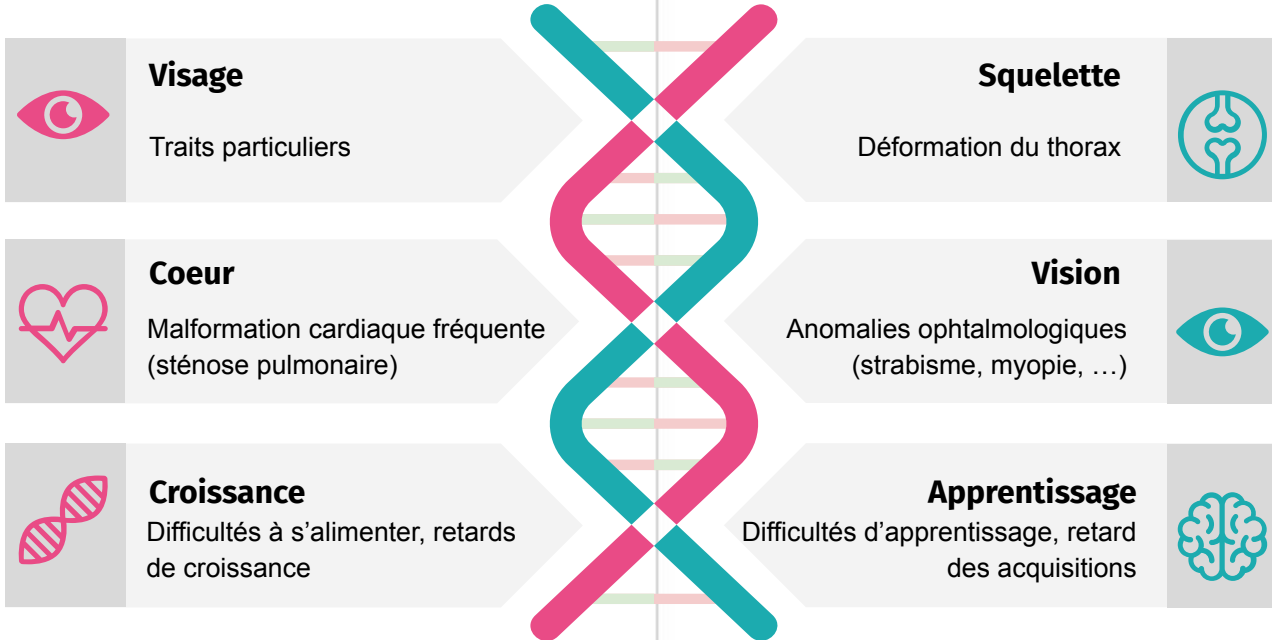 Visage
Traits particuliers
Squelette
Déformation du thorax
Coeur
Malformation cardiaque fréquente
(sténose pulmonaire)
Vision
Anomalies ophtalmologiques
(strabisme, myopie, …)
Croissance
Difficultés à s’alimenter, retards
de croissance
Apprentissage
Difficultés d’apprentissage, retard
des acquisitions